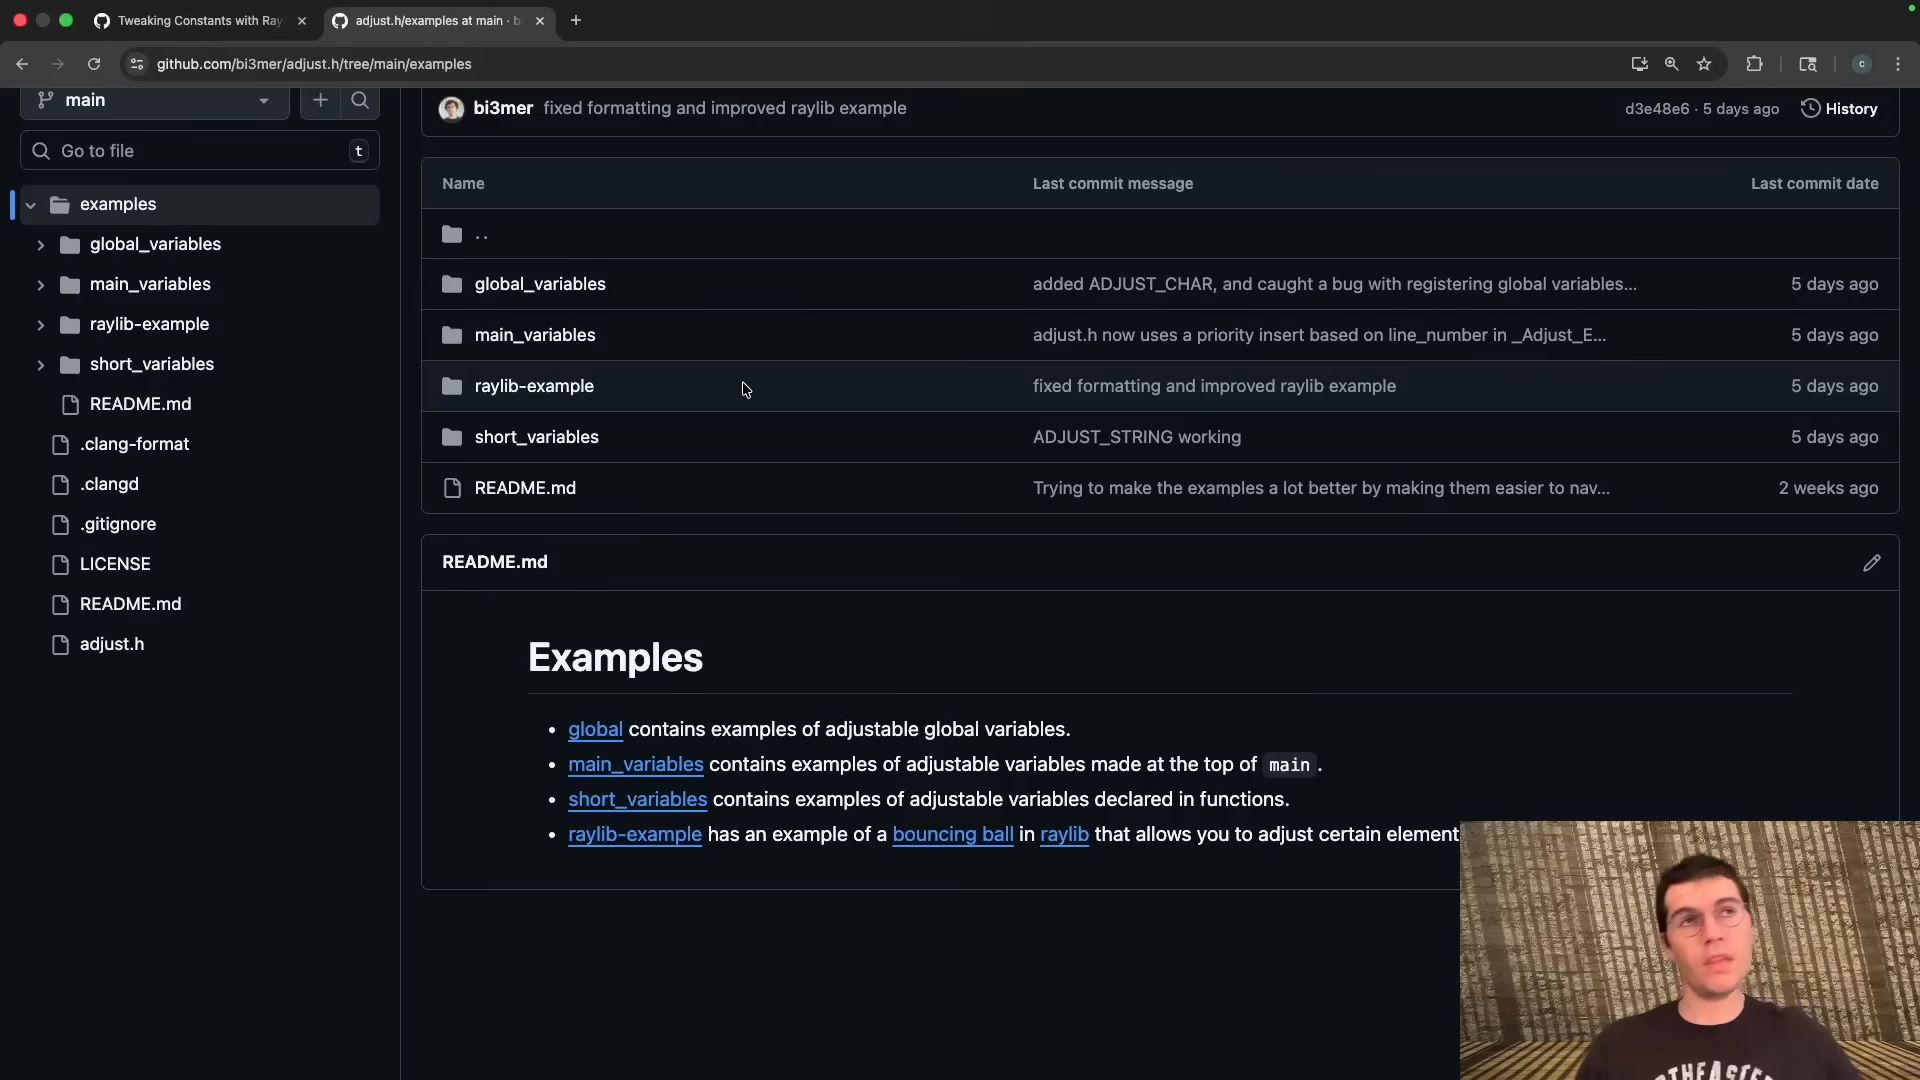 Tweaking Constants with Ray
adjust.h/examples at main · b
github.com/bi3mer/adjust.h/tree/main/examples
c
main
bi3mer fixed formatting and improved raylib example
d3e48e6 · 5 days ago
History
Go to file
t
examples
global_variables
main_variables
raylib-example
short_variables
README.md
.clang-format
.clangd
.gitignore
LICENSE
README.md
adjust.h
Name Last commit message Last commit date
..
global_variables added ADJUST_CHAR, and caught a bug with registering global variables... 5 days ago
main_variables adjust.h now uses a priority insert based on line_number in _Adjust_E... 5 days ago
raylib-example fixed formatting and improved raylib example 5 days ago
short_variables ADJUST_STRING working 5 days ago
README.md Trying to make the examples a lot better by making them easier to nav... 2 weeks ago
README.md
Examples
• global contains examples of adjustable global variables.
• main_variables contains examples of adjustable variables made at the top of main.
• short_variables contains examples of adjustable variables declared in functions.
• raylib-example has an example of a bouncing ball in raylib that allows you to adjust certain element